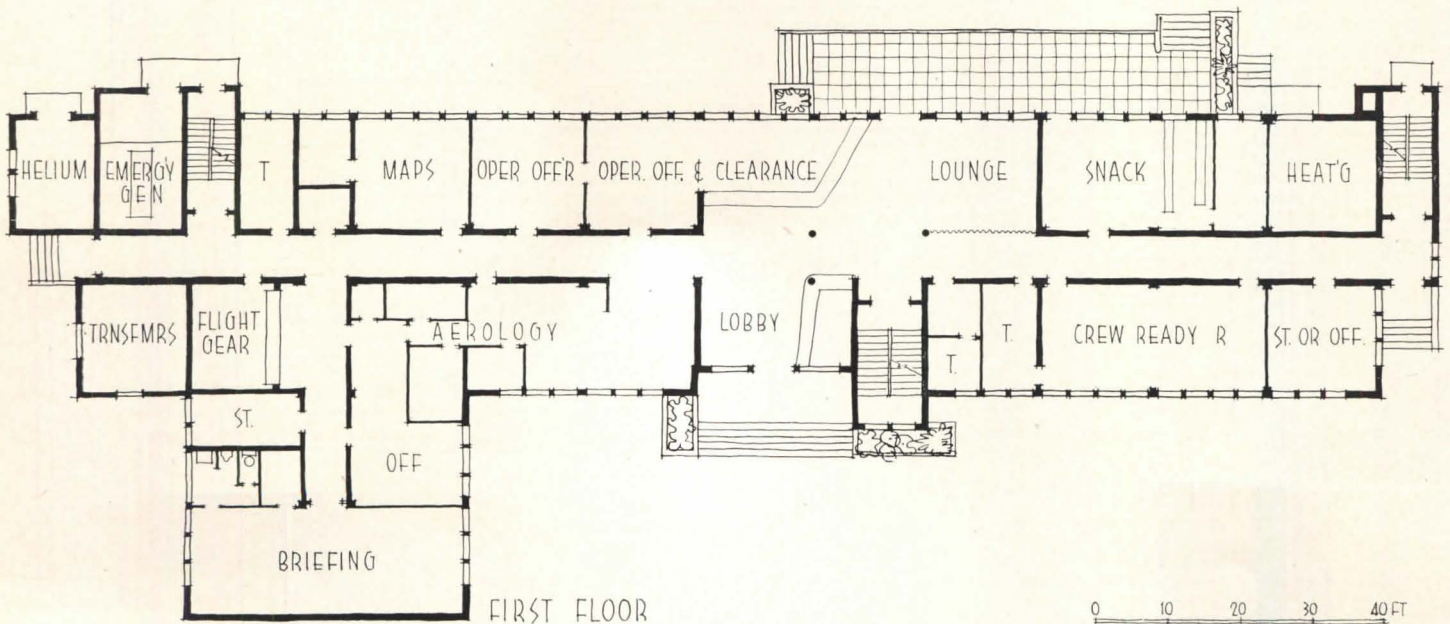 HELIUM
EMERG'Y
GEN
T
MAPS
OPER OFF'R
OPER. OFF. & CLEARANCE
LOUNGE
SNACK
HEAT'G
TRNSFMRS
FLIGHT
GEAR
AEROLOGY
LOBBY
T.
T.
CREW READY R
ST. OR OFF.
ST.
OFF
BRIEFING
FIRST FLOOR
0 10 20 30 40 FT